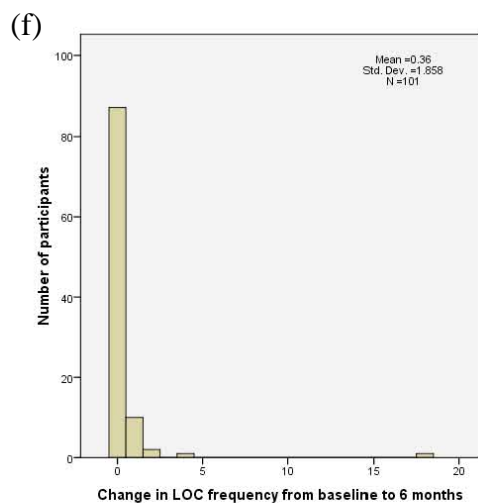 (f)
100
Mean =0.36
Std. Dev. =1.858
N =101
80
60
40
20
0
Number of participants
0 5 10 15 20
Change in LOC frequency from baseline to 6 months